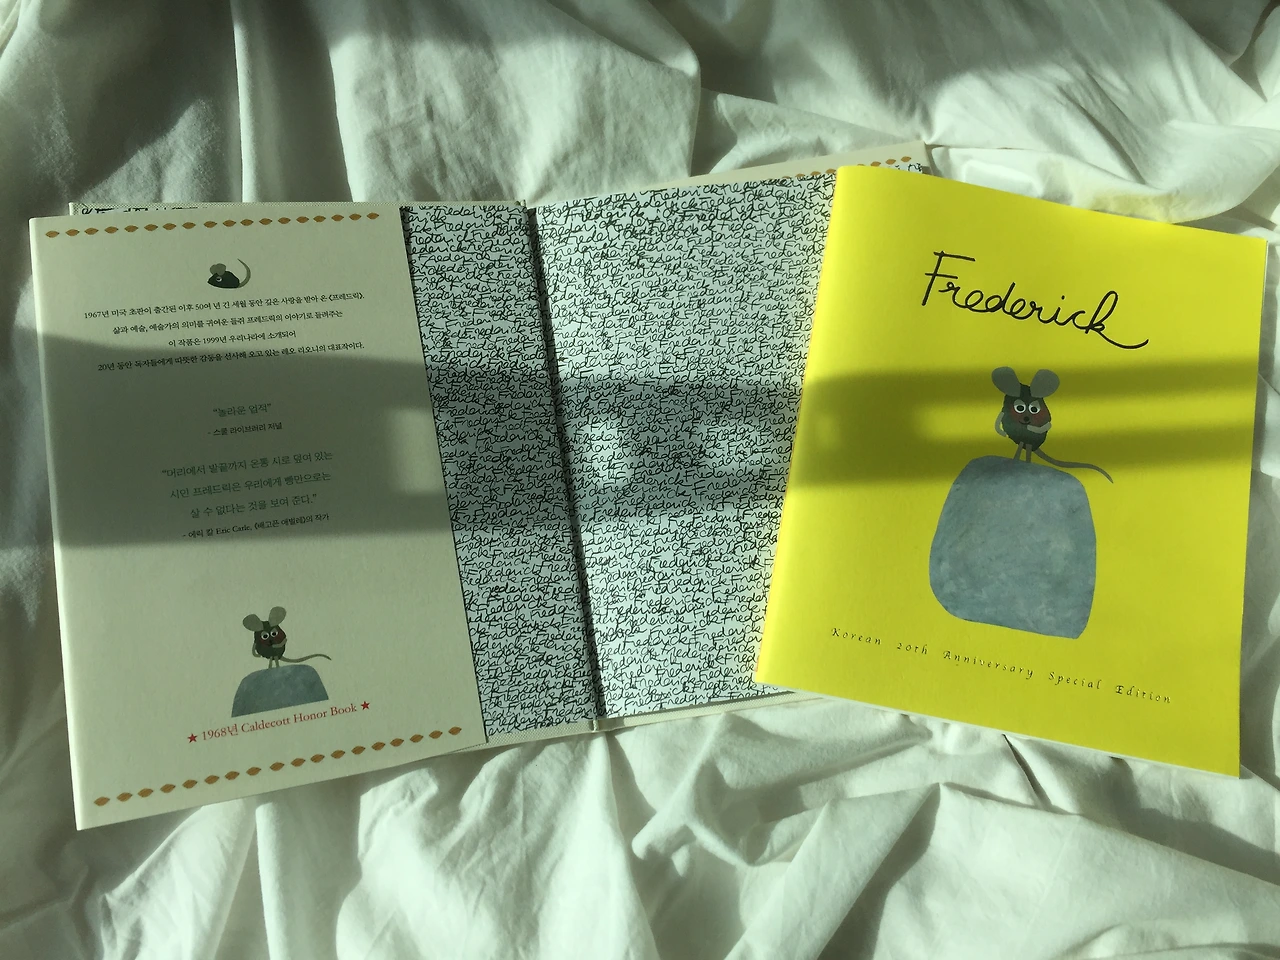 1967년 미국 초판이 출간된 이후 50여 년 긴 세월 동안 깊은 사랑을 받아 온 《프레드릭》.
삶과 예술, 예술가의 의미를 귀여운 들쥐 프레드릭의 이야기로 들려주는
이 작품은 1999년 우리나라에 소개되어
20년 동안 독자들에게 따뜻한 감동을 선사해 오고 있는 레오 리오니의 대표작이다.
“놀라운 업적”
- 스쿨 라이브러리 저널
“머리에서 발끝까지 온통 시로 덮여 있는
시인 프레드릭은 우리에게 빵만으로는
살 수 없다는 것을 보여 준다.”
- 에릭 칼 Eric Carle, 《배고픈 애벌레》의 작가
★ 1968년 Caldecott Honor Book ★
Frederick
Korean 20th Anniversary Special Edition